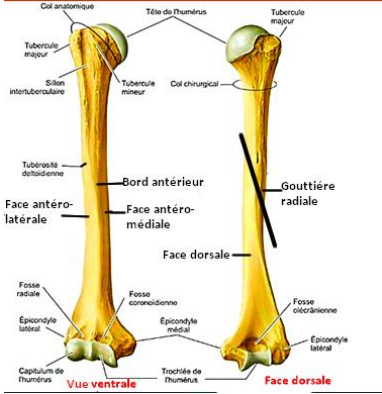 Col anatomique
Tête de l'humérus
Tubercule
majeur
Tubercule
majeur
Tubercule
mineur
Sillon
intertuberculaire
Col chirurgical
Tubérosité
deltoïdienne
Bord antérieur
Face antéro-
latérale
Face antéro-
médiale
Gouttiére
radiale
Face dorsale
Fosse
radiale
Fosse
coronoïdienne
Fosse
olécrânienne
Épicondyle
latéral
Épicondyle
médial
Épicondyle
latéral
Capitulum de
l'humérus
Trochlée de
l'humérus
Vue ventrale
Face dorsale